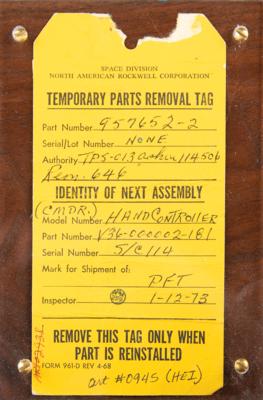 SPACE DIVISION
NORTH AMERICAN ROCKWELL CORPORATION
TEMPORARY PARTS REMOVAL TAG
Part Number 957652-2
Serial/Lot Number NONE
Authority TPS-013 114506
646
IDENTITY OF NEXT ASSEMBLY
(CMDR.)
Model Number HAND CONTROLLER
Part Number V36-000002-181
Serial Number S/C 114
Mark for Shipment of:
PFT
Inspector 1-12-73
REMOVE THIS TAG ONLY WHEN
PART IS REINSTALLED
FORM 961-D REV 4-68
art #0945 (HEI)